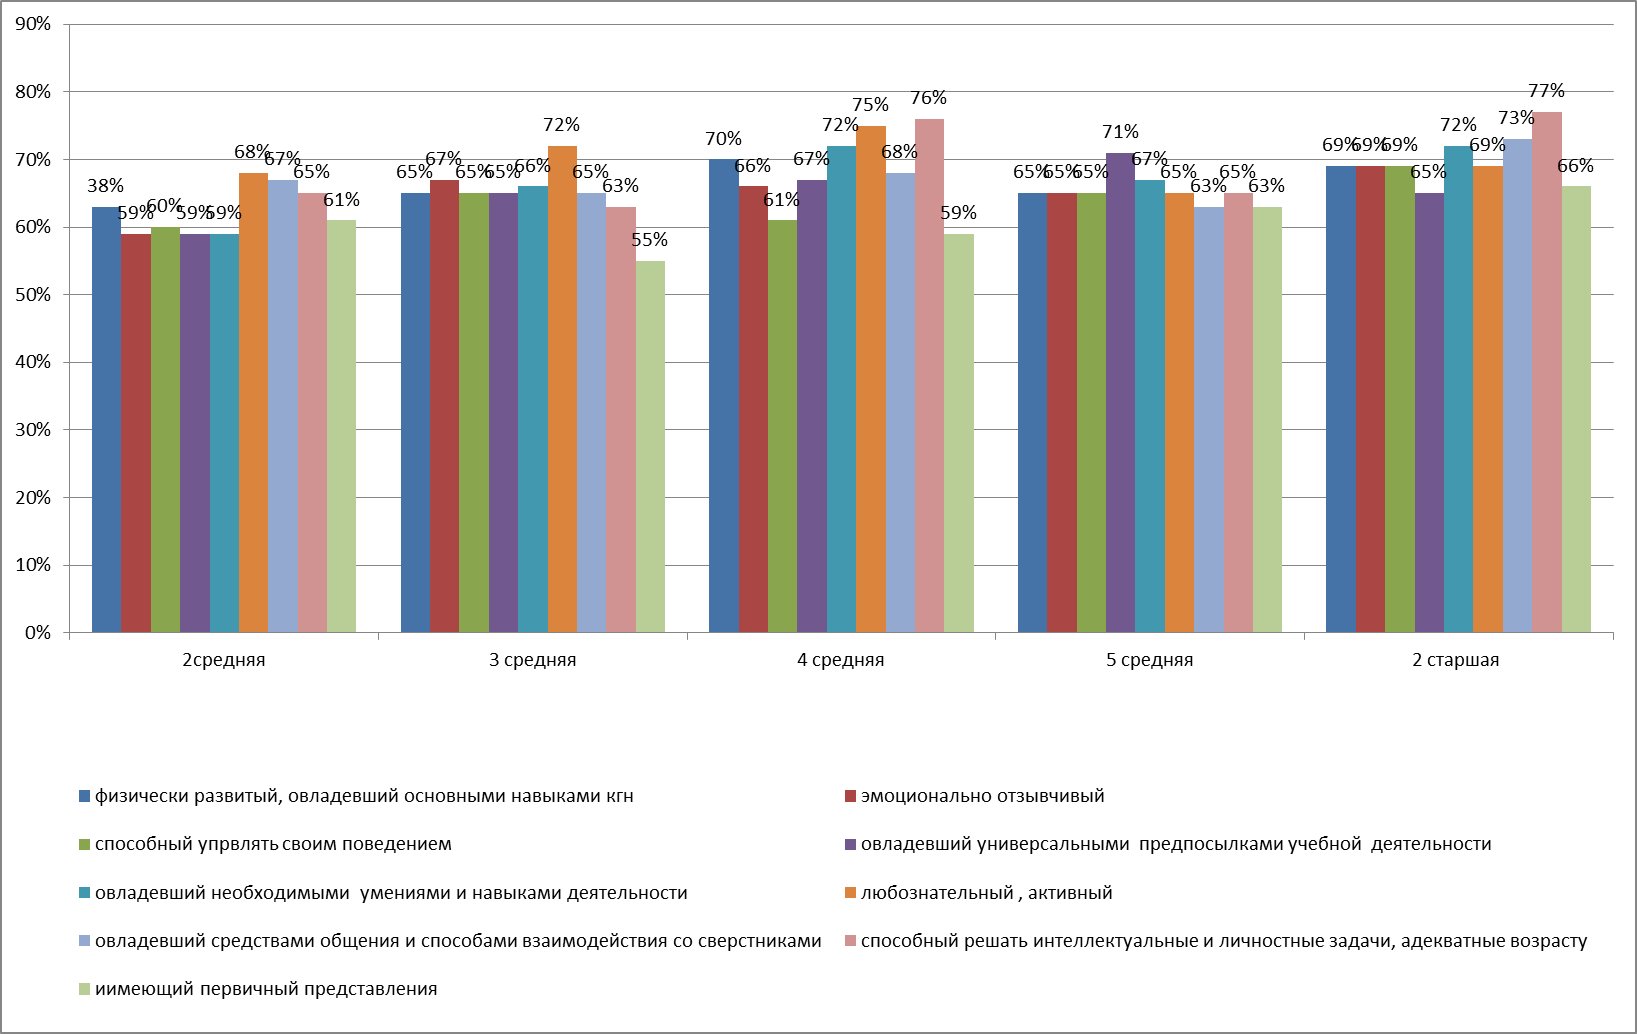 90%
80%
70%
60%
50%
40%
30%
20%
10%
0%
38% 59% 60% 59% 59% 68% 67% 65% 61%
65% 67% 65% 65% 66% 72% 65% 63% 55%
70% 66% 61% 67% 72% 75% 68% 76% 59%
65% 65% 65% 71% 67% 65% 63% 65% 63%
69% 69% 69% 65% 72% 69% 73% 77% 66%
2средняя 3 средняя 4 средняя 5 средняя 2 старшая
физически развитый, овладевший основными навыками кгн
эмоционально отзывчивый
способный упрвлять своим поведением
овладевший универсальными предпосылками учебной деятельности
овладевший необходимыми умениями и навыками деятельности
любознательный , активный
овладевший средствами общения и способами взаимодействия со сверстниками
способный решать интеллектуальные и личностные задачи, адекватные возрасту
иимеющий первичный представления